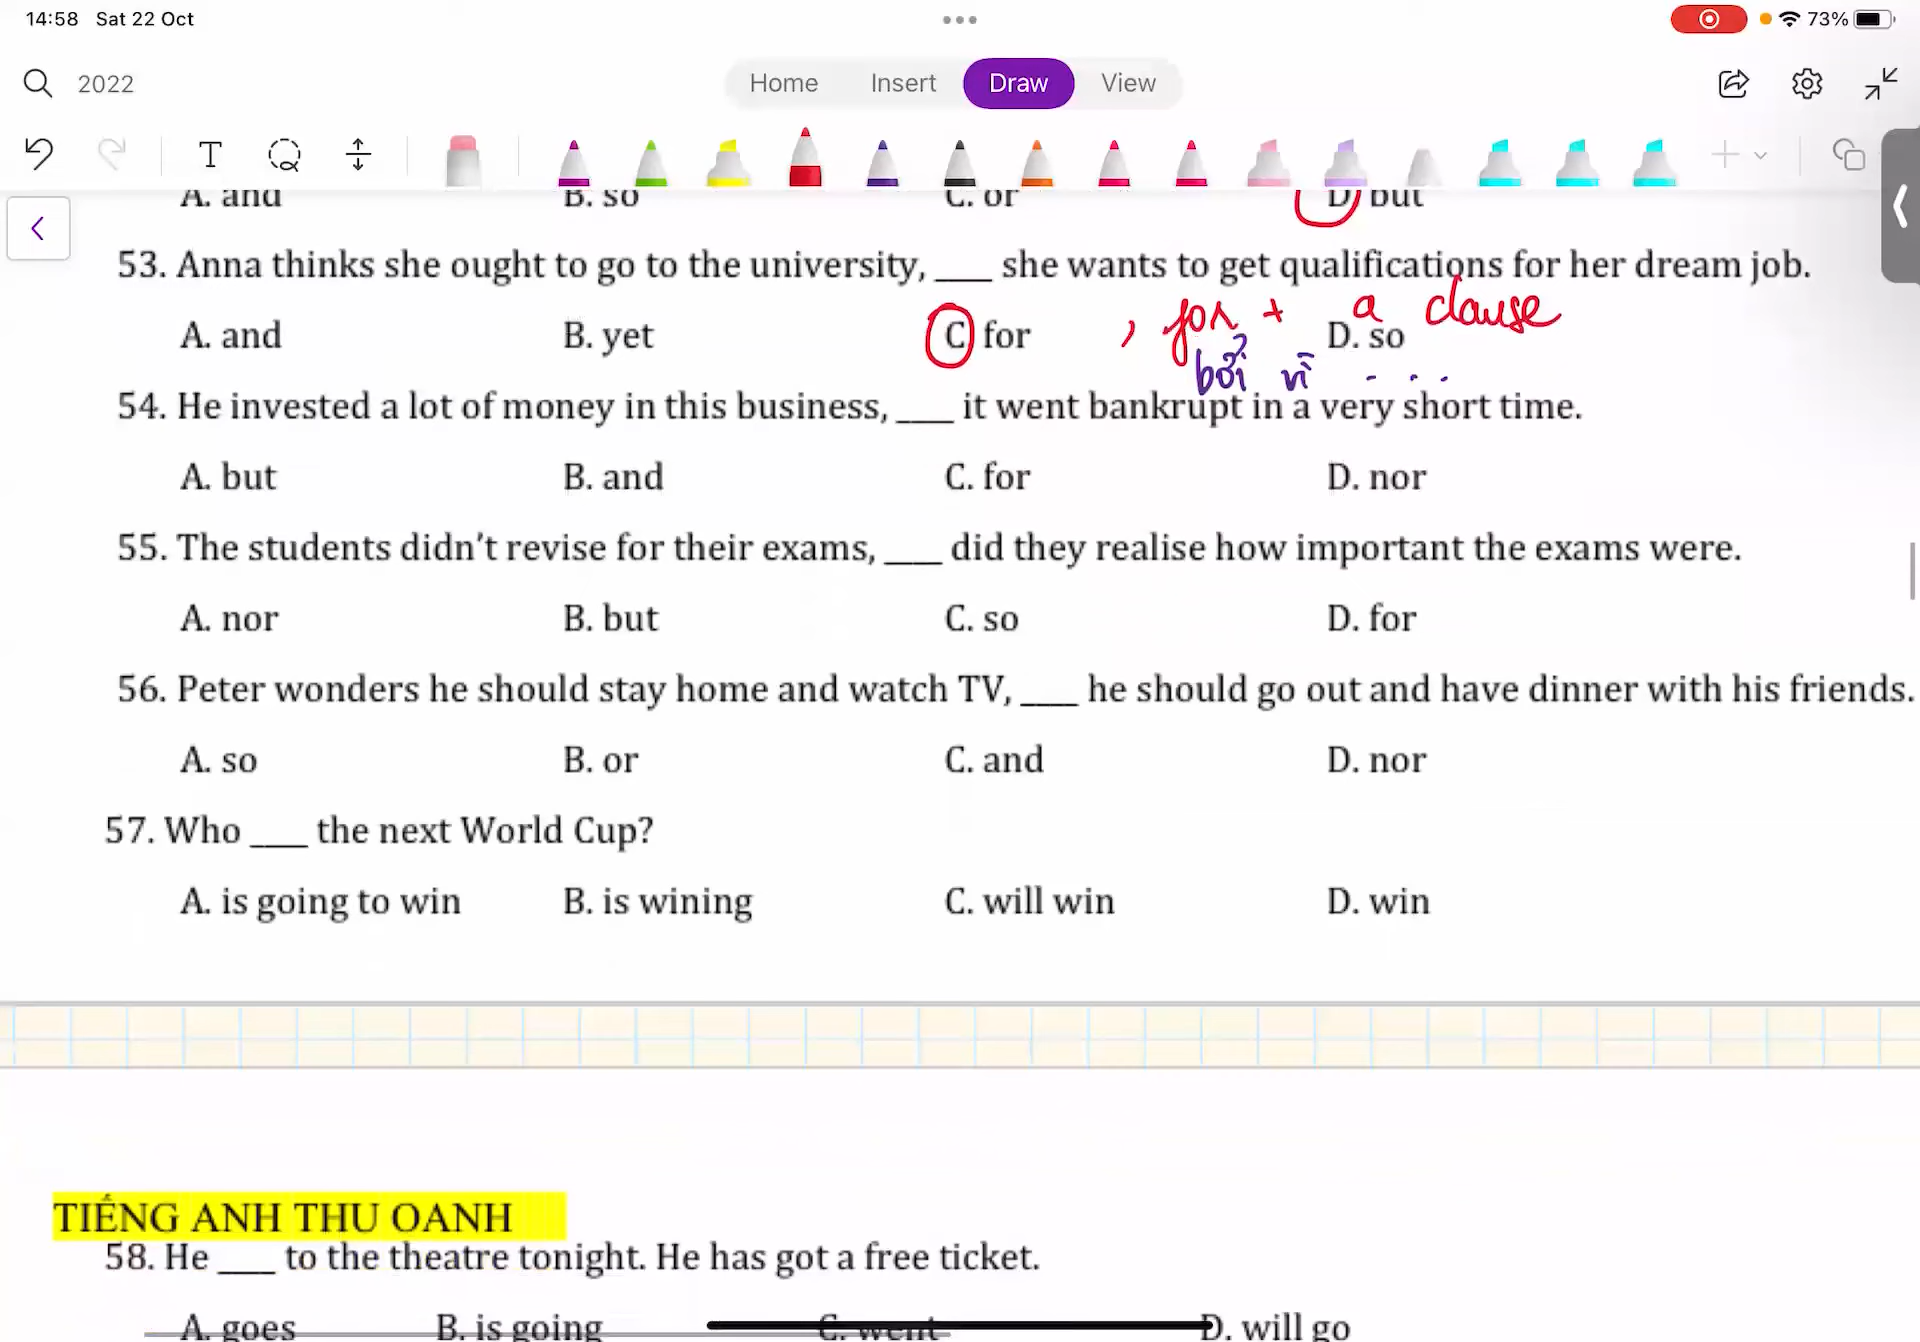 14:58 Sat 22 Oct 73%
2022 Home Insert Draw View
T
A. and B. so C. or D. but
53. Anna thinks she ought to go to the university, ___ she wants to get qualifications for her dream job.
A. and B. yet C. for D. so
, for + a clause
bởi vì ....
54. He invested a lot of money in this business, ___ it went bankrupt in a very short time.
A. but B. and C. for D. nor
55. The students didn't revise for their exams, ___ did they realise how important the exams were.
A. nor B. but C. so D. for
56. Peter wonders he should stay home and watch TV, ___ he should go out and have dinner with his friends.
A. so B. or C. and D. nor
57. Who ___ the next World Cup?
A. is going to win B. is wining C. will win D. win
TIẾNG ANH THU OANH
58. He ___ to the theatre tonight. He has got a free ticket.
A. goes B. is going C. went D. will go